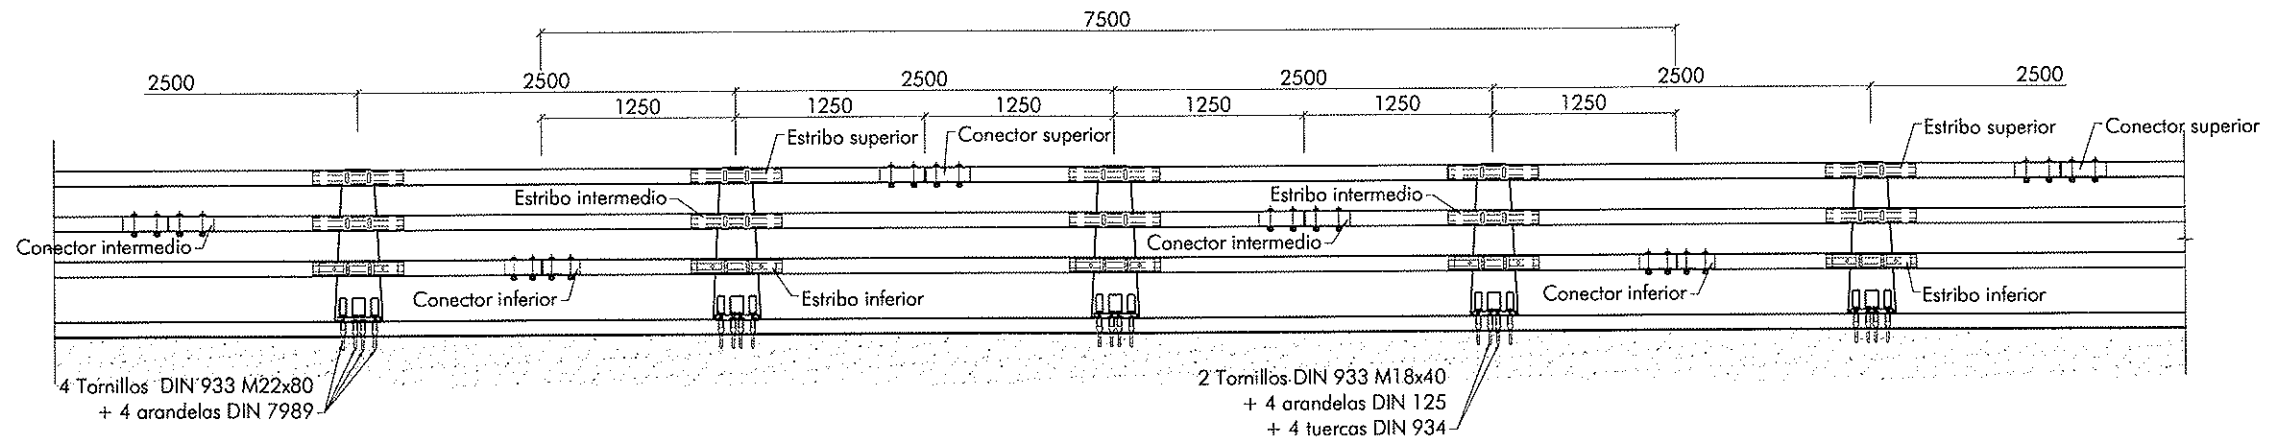 7500
2500
2500
2500
2500
2500
2500
1250
1250
1250
1250
1250
1250
Estribo superior
Conector superior
Estribo superior
Conector superior
Estribo intermedio
Estribo intermedio
Conector intermedio
Conector intermedio
Conector inferior
Estribo inferior
Conector inferior
Estribo inferior
4 Tornillos DIN 933 M22x80
+ 4 arandelas DIN 7989
2 Tornillos DIN 933 M18x40
+ 4 arandelas DIN 125
+ 4 tuercas DIN 934